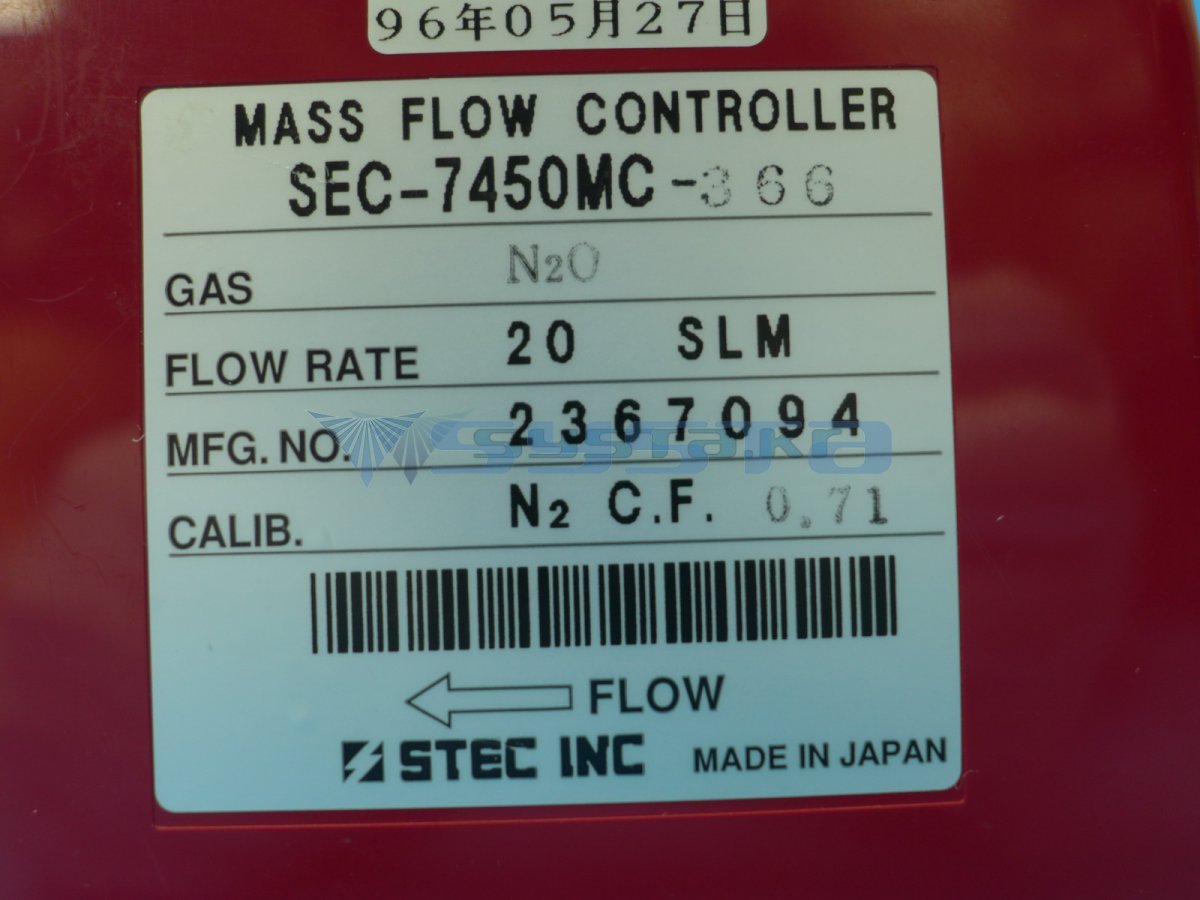 96年05月27日
MASS FLOW CONTROLLER
SEC-7450MC-366
GAS N2O
FLOW RATE 20 SLM
MFG. NO. 2367094
systaka
CALIB. N2 C.F. 0.71
FLOW
STEC INC MADE IN JAPAN